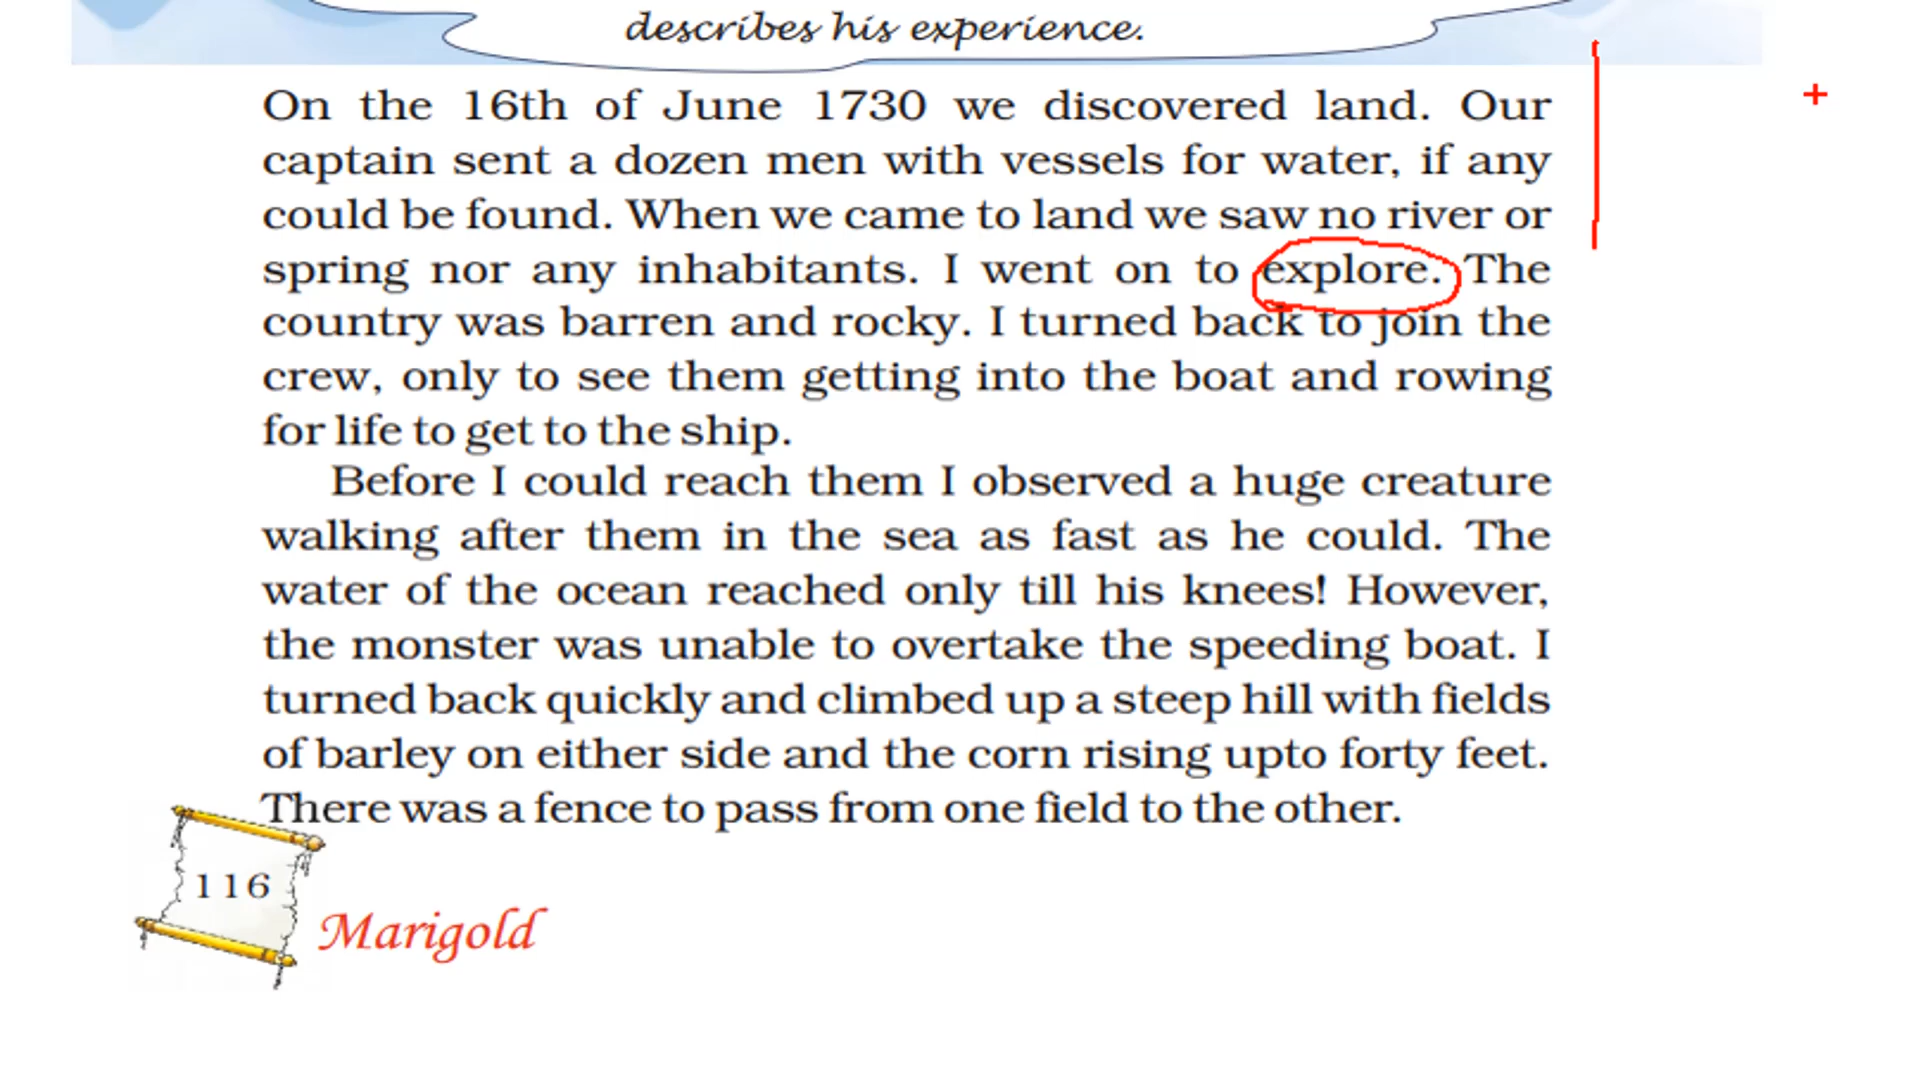 describes his experience.
On the 16th of June 1730 we discovered land. Our
captain sent a dozen men with vessels for water, if any
could be found. When we came to land we saw no river or
spring nor any inhabitants. I went on to explore. The
country was barren and rocky. I turned back to join the
crew, only to see them getting into the boat and rowing
for life to get to the ship.
Before I could reach them I observed a huge creature
walking after them in the sea as fast as he could. The
water of the ocean reached only till his knees! However,
the monster was unable to overtake the speeding boat. I
turned back quickly and climbed up a steep hill with fields
of barley on either side and the corn rising upto forty feet.
There was a fence to pass from one field to the other.
116
Marigold